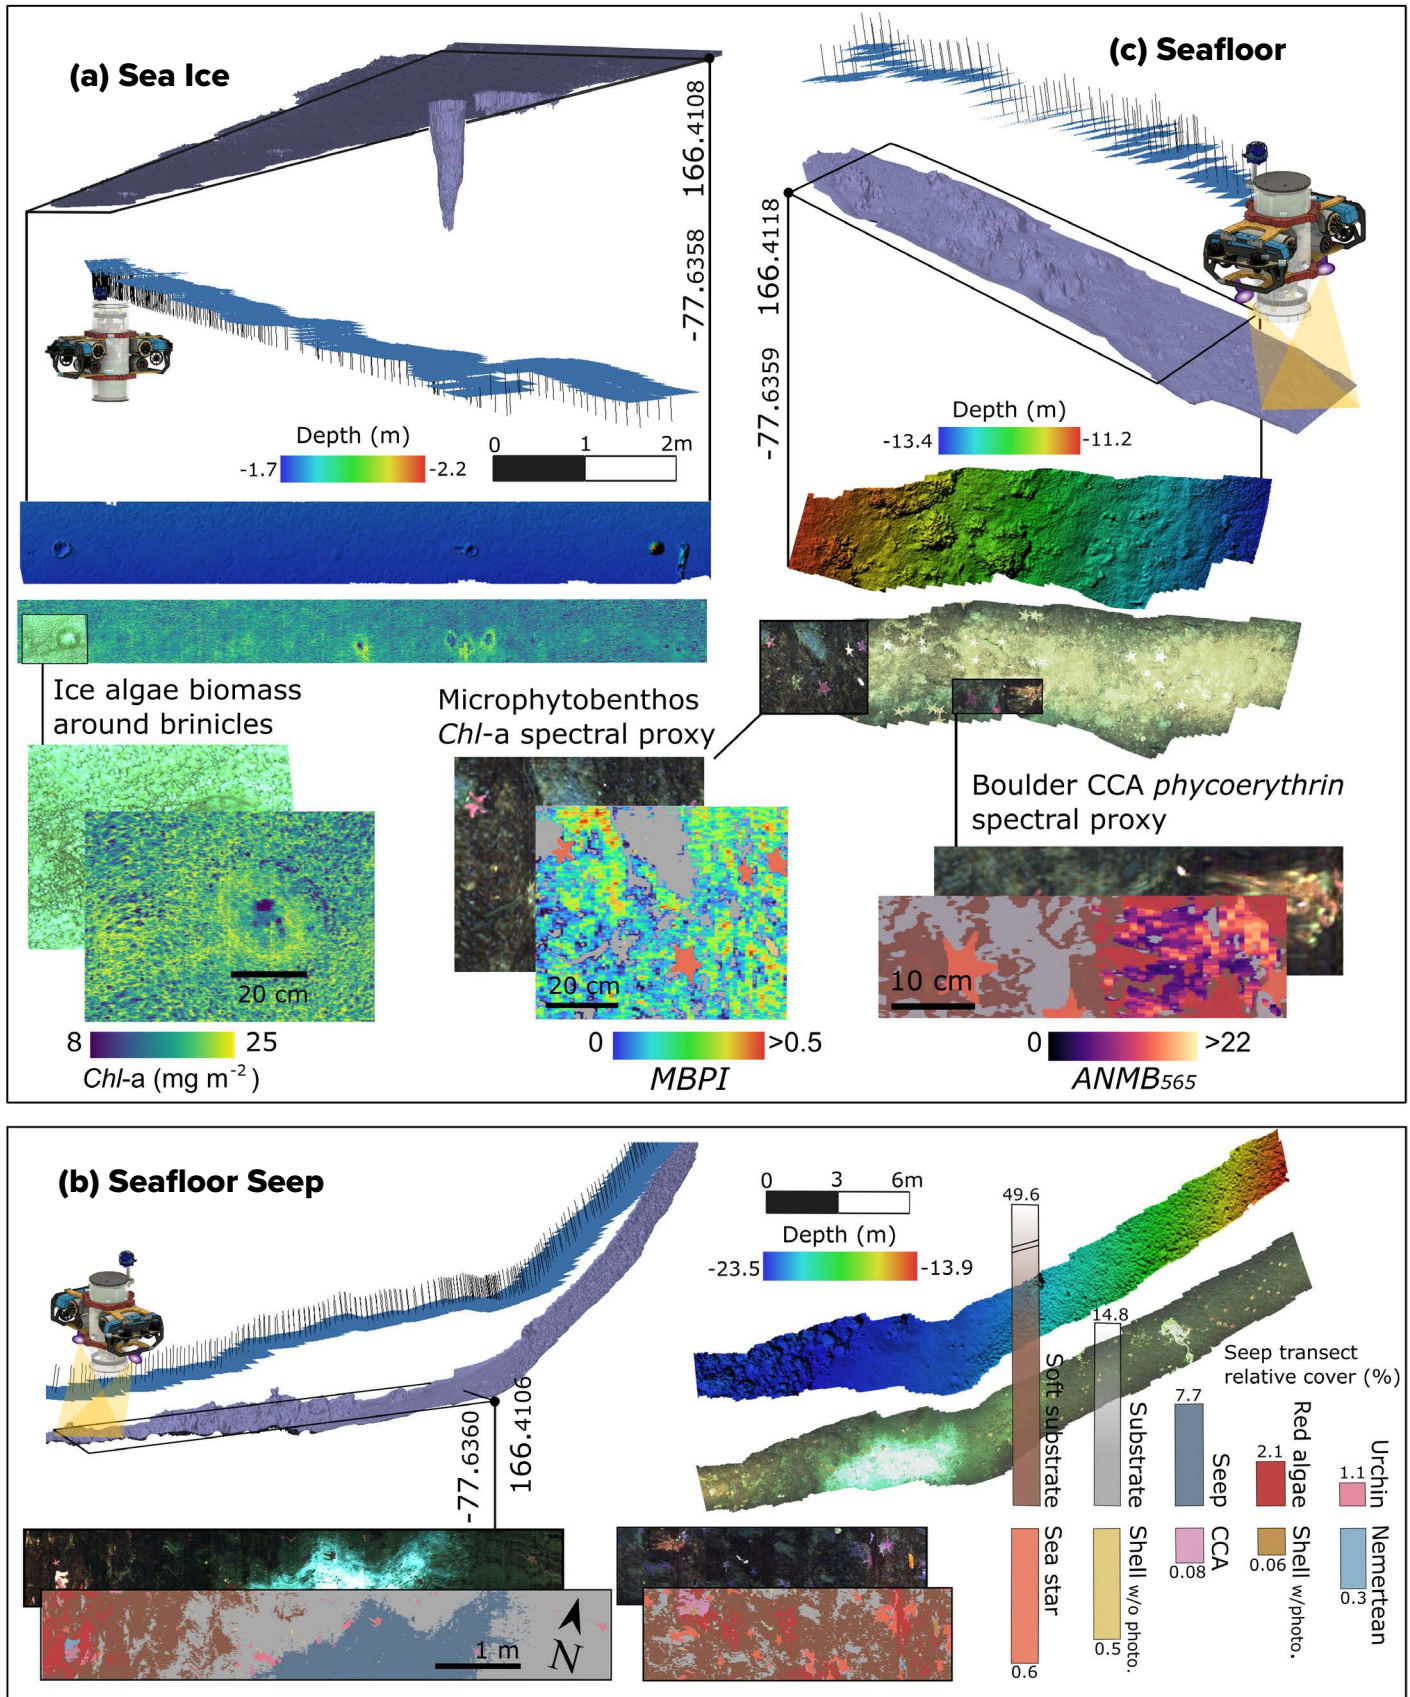 (a) Sea Ice
166.4108
-77.6358
Depth (m)
-1.7
-2.2
0
1
2m
Ice algae biomass
around brinicles
20 cm
8
25
Chl-a (mg m-2)
(c) Seafloor
166.4118
-77.6359
Depth (m)
-13.4
-11.2
Microphytobenthos
Chl-a spectral proxy
20 cm
0
>0.5
MBPI
Boulder CCA phycoerythrin
spectral proxy
10 cm
0
>22
ANMB565
(b) Seafloor Seep
166.4106
-77.6360
0
3
6m
Depth (m)
-23.5
-13.9
1 m
N
Seep transect
relative cover (%)
49.6
Soft substrate
14.8
Substrate
7.7
Seep
2.1
Red algae
1.1
Urchin
Sea star
0.6
Shell w/o photo.
0.5
CCA
0.08
Shell w/photo.
0.06
Nemertean
0.3